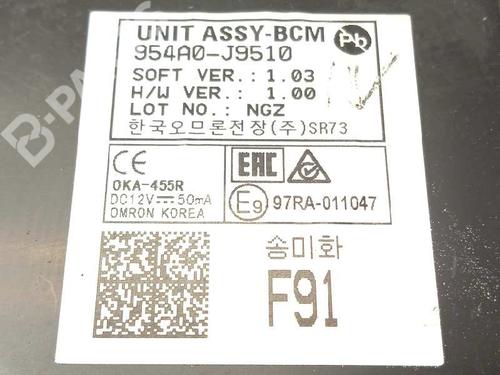 UNIT ASSY-BCM
954A0-J9510
SOFT VER.: 1.03
H/W VER.: 1.00
LOT NO.: NGZ
한국오므론전장(주)SR73
Pb
CE
OKA-455R
DC12V 50mA
OMRON KOREA
EAC
E9 97RA-011047
송미화
F91
B-PARTS